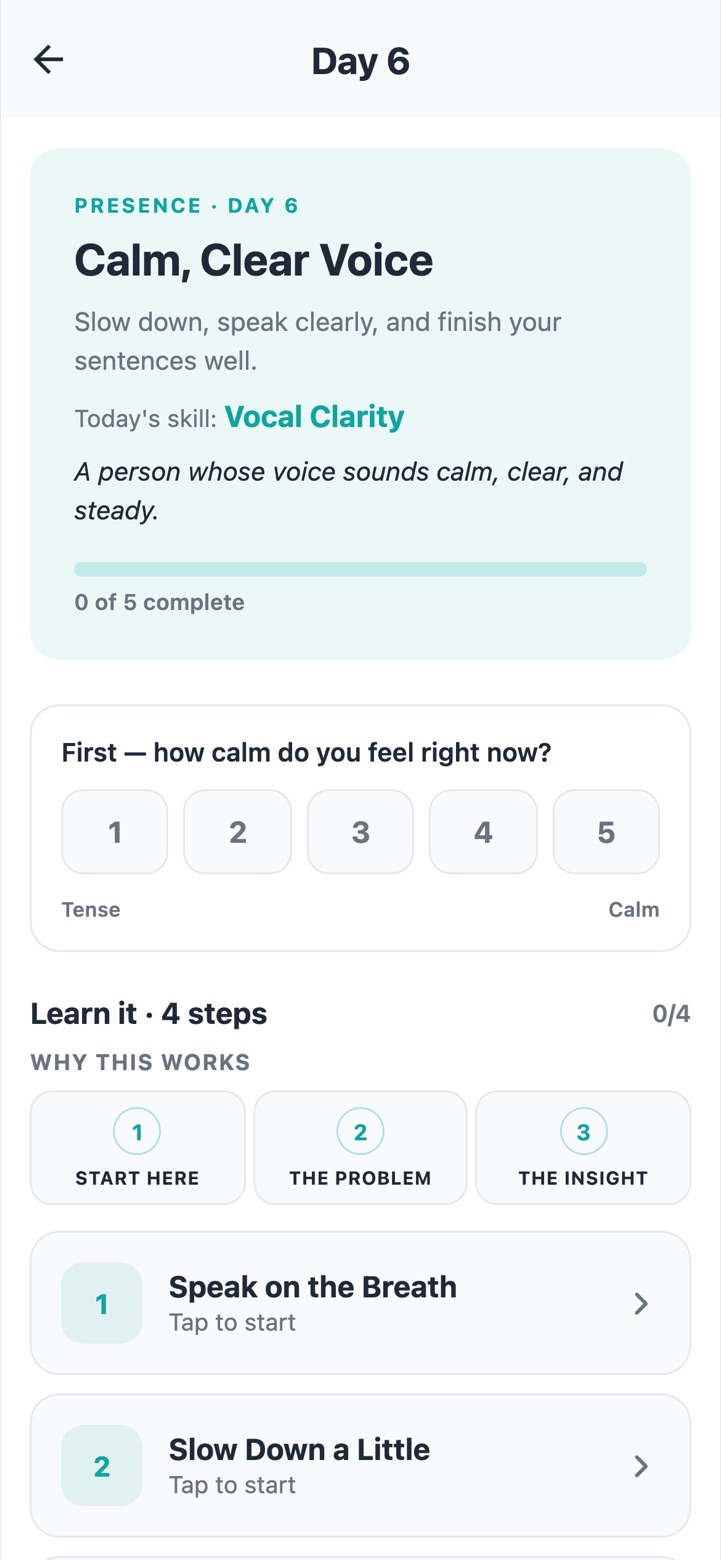 Day 6
PRESENCE · DAY 6
Calm, Clear Voice
Slow down, speak clearly, and finish your
sentences well.
Today's skill: Vocal Clarity
A person whose voice sounds calm, clear, and
steady.
0 of 5 complete
First — how calm do you feel right now?
1 2 3 4 5
Tense Calm
Learn it · 4 steps 0/4
WHY THIS WORKS
1 2 3
START HERE THE PROBLEM THE INSIGHT
1 Speak on the Breath
Tap to start
2 Slow Down a Little
Tap to start